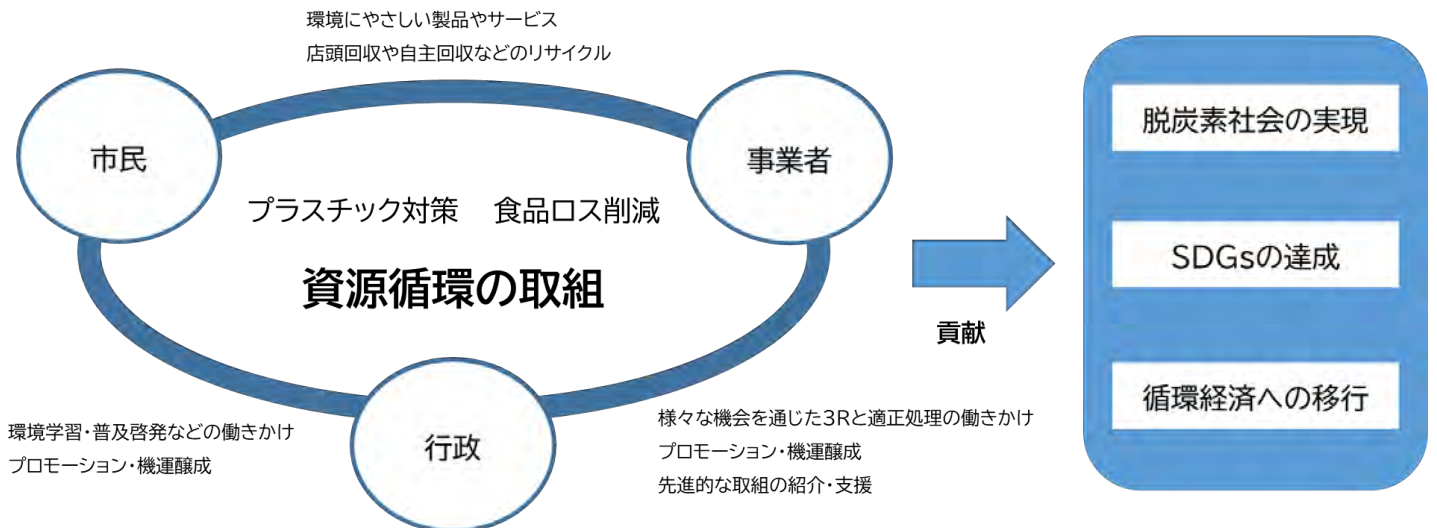 環境にやさしい製品やサービス
店頭回収や自主回収などのリサイクル
市民
事業者
プラスチック対策　食品ロス削減
資源循環の取組
行政
環境学習・普及啓発などの働きかけ
プロモーション・機運醸成
様々な機会を通じた3Rと適正処理の働きかけ
プロモーション・機運醸成
先進的な取組の紹介・支援
貢献
脱炭素社会の実現
SDGsの達成
循環経済への移行